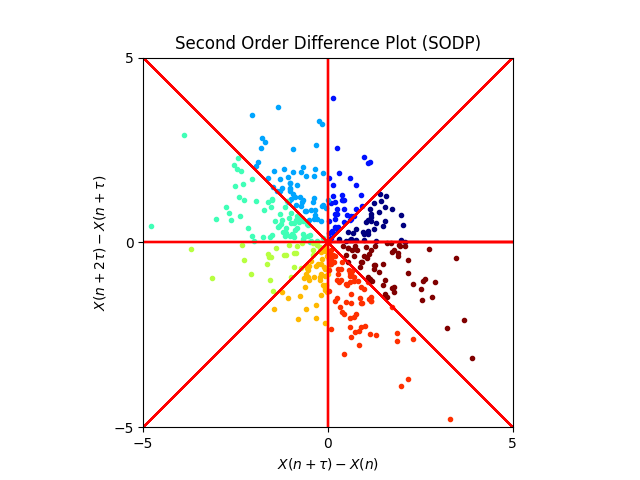 Second Order Difference Plot (SODP)
5
0
−5
X(n + 2τ) − X(n + τ)
−5 0 5
X(n + τ) − X(n)